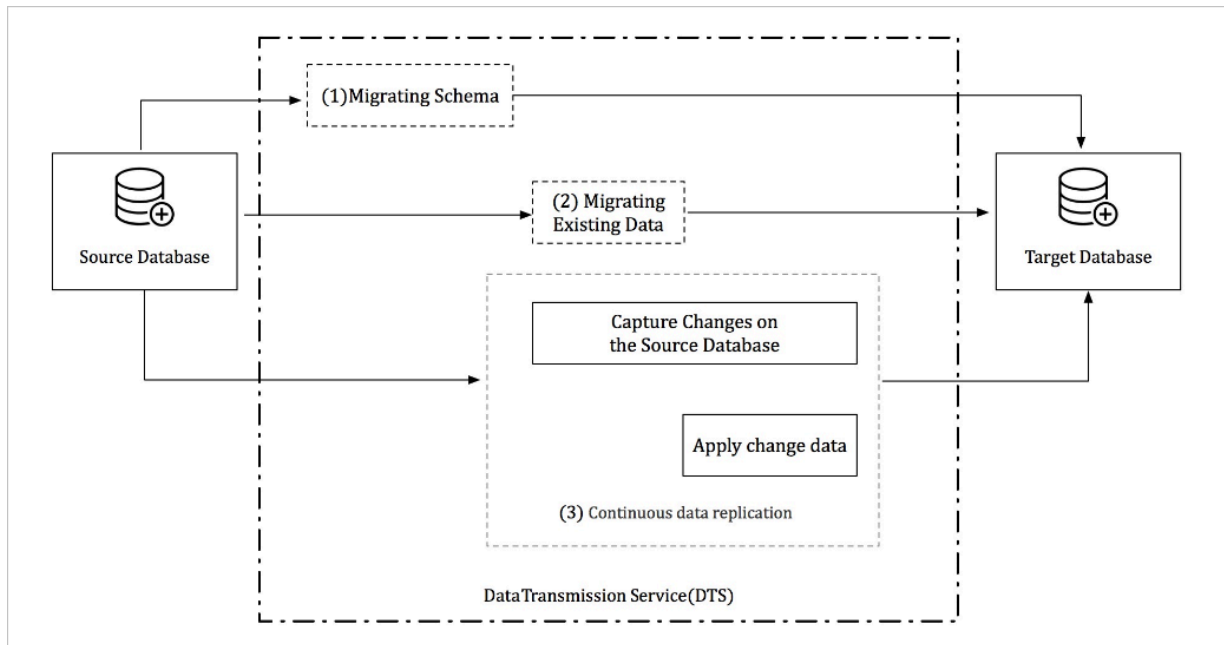 (1)Migrating Schema
Source Database
(2) Migrating
Existing Data
Target Database
Capture Changes on
the Source Database
Apply change data
(3) Continuous data replication
DataTransmission Service(DTS)